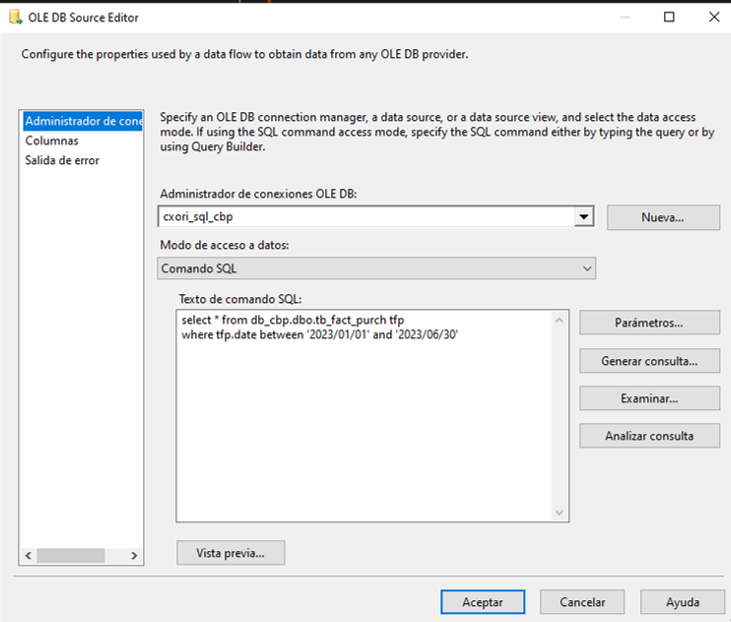 OLE DB Source Editor
Configure the properties used by a data flow to obtain data from any OLE DB provider.
Administrador de cone
Columnas
Salida de error
Specify an OLE DB connection manager, a data source, or a data source view, and select the data access
mode. If using the SQL command access mode, specify the SQL command either by typing the query or by
using Query Builder.
Administrador de conexiones OLE DB:
cxori_sql_cbp
Nueva...
Modo de acceso a datos:
Comando SQL
Texto de comando SQL:
select * from db_cbp.dbo.tb_fact_purch tfp
where tfp.date between '2023/01/01' and '2023/06/30'
Parámetros...
Generar consulta...
Examinar...
Analizar consulta
Vista previa...
Aceptar
Cancelar
Ayuda